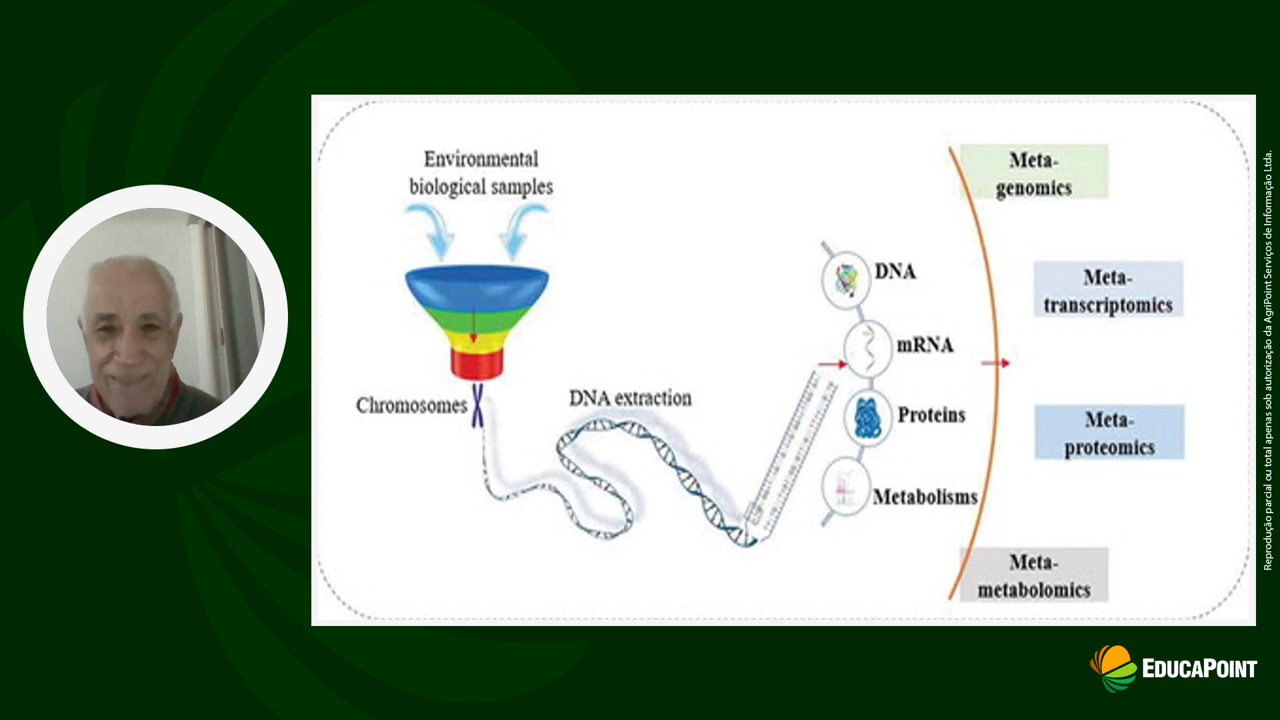 Environmental
biological samples
Chromosomes
DNA extraction
DNA
mRNA
Proteins
Metabolisms
Meta-
genomics
Meta-
transcriptomics
Meta-
proteomics
Meta-
metabolomics
Reprodução parcial ou total apenas sob autorização da AgriPoint Serviços de Informação Ltda.
EDUCAPOINT